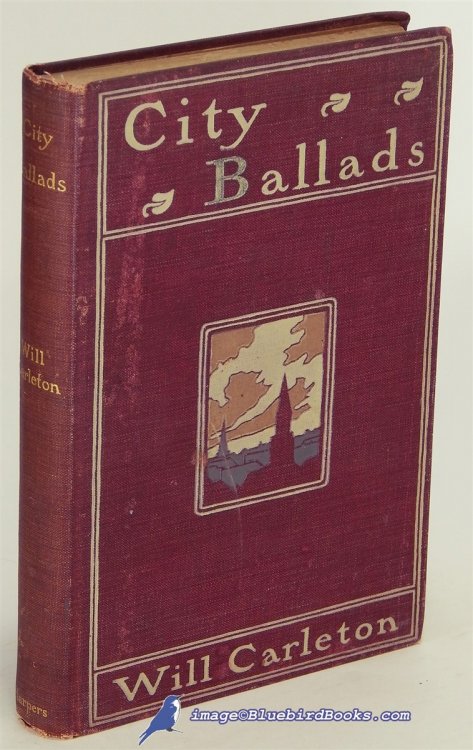 City
Ballads
Will Carleton
City
Ballads
Will
Carleton
Harpers
image©BluebirdBooks.com